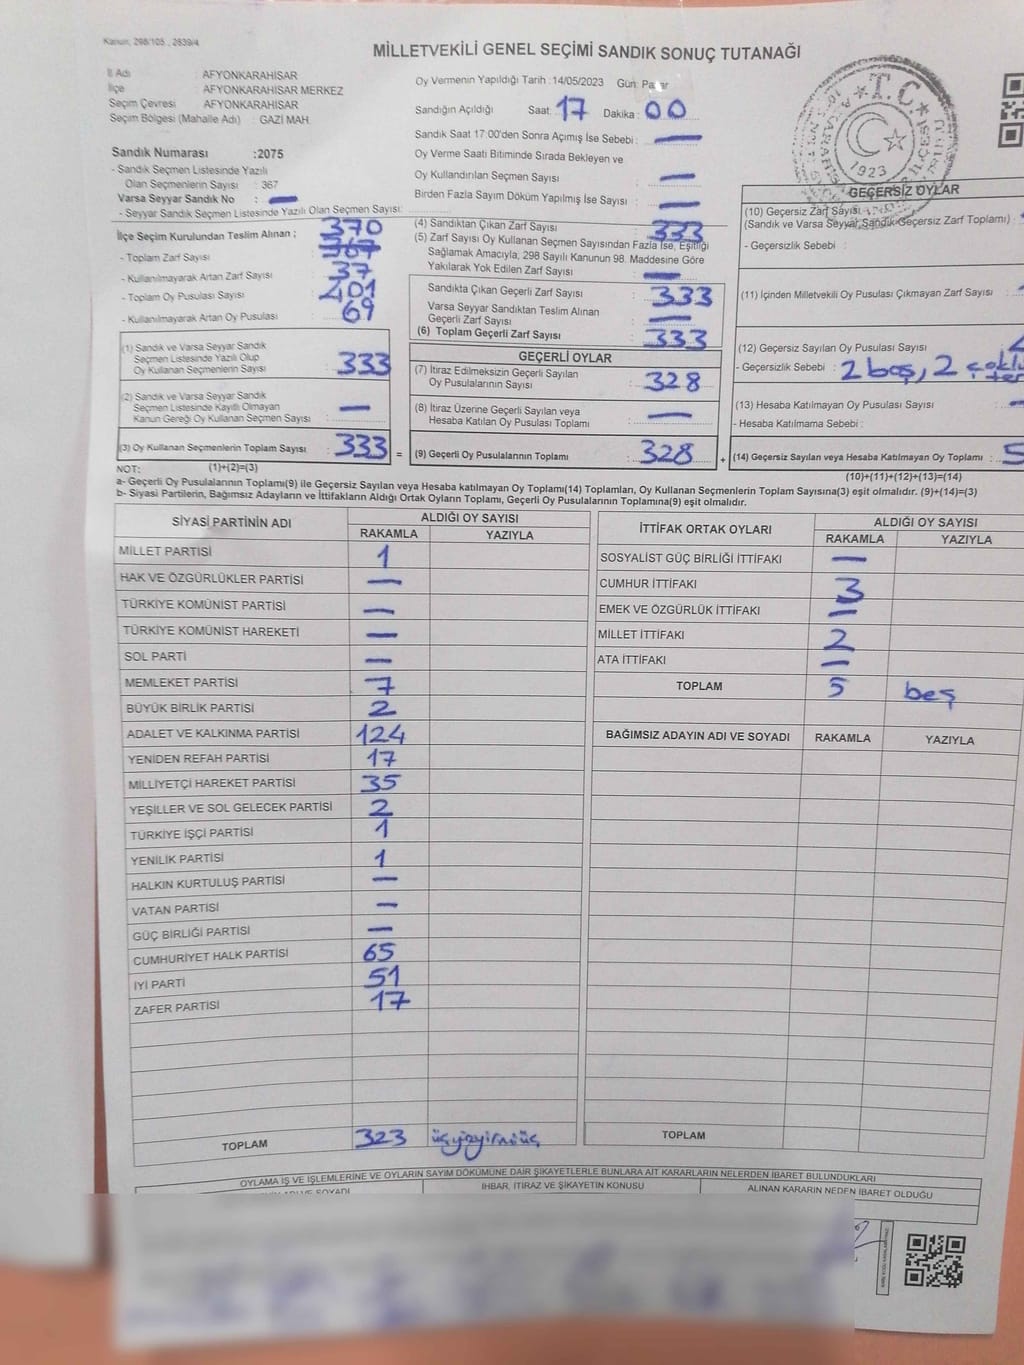 Kanun: 298/105, 2839/4
MİLLETVEKİLİ GENEL SEÇİMİ SANDIK SONUÇ TUTANAĞI
İl Adı : AFYONKARAHİSAR
İlçe : AFYONKARAHİSAR MERKEZ
Seçim Çevresi : AFYONKARAHİSAR
Seçim Bölgesi (Mahalle Adı) : GAZİ MAH
Sandık Numarası :2075
- Sandık Seçmen Listesinde Yazılı
Olan Seçmenlerin Sayısı : 367
Varsa Seyyar Sandık No : —
- Seyyar Sandık Seçmen Listesinde Yazılı Olan Seçmen Sayısı:
İlçe Seçim Kurulundan Teslim Alınan ; 370
- Toplam Zarf Sayısı : 367
- Kullanılmayarak Artan Zarf Sayısı : 37
- Toplam Oy Pusulası Sayısı : 401
- Kullanılmayarak Artan Oy Pusulası : 69
Oy Vermenin Yapıldığı Tarih :14/05/2023 Gün: Pazar
Sandığın Açıldığı Saat: 17 Dakika: 00
Sandık Saat 17:00'den Sonra Açımış İse Sebebi : —
Oy Verme Saati Bitiminde Sırada Bekleyen ve
Oy Kullandırılan Seçmen Sayısı : —
Birden Fazla Sayım Döküm Yapılmış İse Sayısı : —
(4) Sandıktan Çıkan Zarf Sayısı : 333
(5) Zarf Sayısı Oy Kullanan Seçmen Sayısından Fazla İse, Eşitliği
Sağlamak Amacıyla, 298 Sayılı Kanunun 98. Maddesine Göre
Yakılarak Yok Edilen Zarf Sayısı : —
Sandıkta Çıkan Geçerli Zarf Sayısı : 333
Varsa Seyyar Sandıktan Teslim Alınan
Geçerli Zarf Sayısı : —
(6) Toplam Geçerli Zarf Sayısı : 333
T.C.
1923
(1) Sandık ve Varsa Seyyar Sandık
Seçmen Listesinde Yazılı Olup
Oy Kullanan Seçmenlerin Sayısı : 333
(2) Sandık ve Varsa Seyyar Sandık
Seçmen Listesinde Kayıtlı Olmayan
Kanun Gereği Oy Kullanan Seçmen Sayısı : —
(3) Oy Kullanan Seçmenlerin Toplam Sayısı : 333 =
GEÇERLİ OYLAR
(7) İtiraz Edilmeksizin Geçerli Sayılan
Oy Pusulalarının Sayısı : 328
(8) İtiraz Üzerine Geçerli Sayılan veya
Hesaba Katılan Oy Pusulası Toplamı : —
(9) Geçerli Oy Pusulalarının Toplamı : 328 +
GEÇERSİZ OYLAR
(10) Geçersiz Zarf Sayısı
(Sandık ve Varsa Seyyar Sandık Geçersiz Zarf Toplamı) :
- Geçersizlik Sebebi :
(11) İçinden Milletvekili Oy Pusulası Çıkmayan Zarf Sayısı :
(12) Geçersiz Sayılan Oy Pusulası Sayısı
- Geçersizlik Sebebi : 2 boş, 2
(13) Hesaba Katılmayan Oy Pusulası Sayısı : —
- Hesaba Katılmama Sebebi :
(14) Geçersiz Sayılan veya Hesaba Katılmayan Oy Toplamı : 5
NOT: (1)+(2)=(3)
(10)+(11)+(12)+(13)=(14)
a- Geçerli Oy Pusulalarının Toplamı(9) ile Geçersiz Sayılan veya Hesaba Katılmayan Oy Toplamı(14) Toplamları, Oy Kullanan Seçmenlerin Toplam Sayısına(3) eşit olmalıdır. (9)+(14)=(3)
b- Siyasi Partilerin, Bağımsız Adayların ve İttifakların Aldığı Ortak Oyların Toplamı, Geçerli Oy Pusulalarının Toplamına(9) eşit olmalıdır.
SİYASİ PARTİNİN ADI ALDIĞI OY SAYISI
RAKAMLA YAZIYLA
MİLLET PARTİSİ 1
HAK VE ÖZGÜRLÜKLER PARTİSİ —
TÜRKİYE KOMÜNİST PARTİSİ —
TÜRKİYE KOMÜNİST HAREKETİ —
SOL PARTİ —
MEMLEKET PARTİSİ 7
BÜYÜK BİRLİK PARTİSİ 2
ADALET VE KALKINMA PARTİSİ 124
YENİDEN REFAH PARTİSİ 17
MİLLİYETÇİ HAREKET PARTİSİ 35
YEŞİLLER VE SOL GELECEK PARTİSİ 2
TÜRKİYE İŞÇİ PARTİSİ 1
YENİLİK PARTİSİ 1
HALKIN KURTULUŞ PARTİSİ —
VATAN PARTİSİ —
GÜÇ BİRLİĞİ PARTİSİ —
CUMHURİYET HALK PARTİSİ 65
İYİ PARTİ 51
ZAFER PARTİSİ 17
TOPLAM 323 üçyüzyirmiüç
İTTİFAK ORTAK OYLARI ALDIĞI OY SAYISI
RAKAMLA YAZIYLA
SOSYALİST GÜÇ BİRLİĞİ İTTİFAKI —
CUMHUR İTTİFAKI 3
EMEK VE ÖZGÜRLÜK İTTİFAKI —
MİLLET İTTİFAKI 2
ATA İTTİFAKI —
TOPLAM 5 beş
BAĞIMSIZ ADAYIN ADI VE SOYADI RAKAMLA YAZIYLA
TOPLAM
OYLAMA İŞ VE İŞLEMLERİNE VE OYLARIN SAYIM DÖKÜMÜNE DAİR ŞİKAYETLERLE BUNLARA AİT KARARLARIN NELERDEN İBARET BULUNDUKLARI
İHBAR, İTİRAZ VE ŞİKAYETİN KONUSU
ALINAN KARARIN NEDEN İBARET OLDUĞU